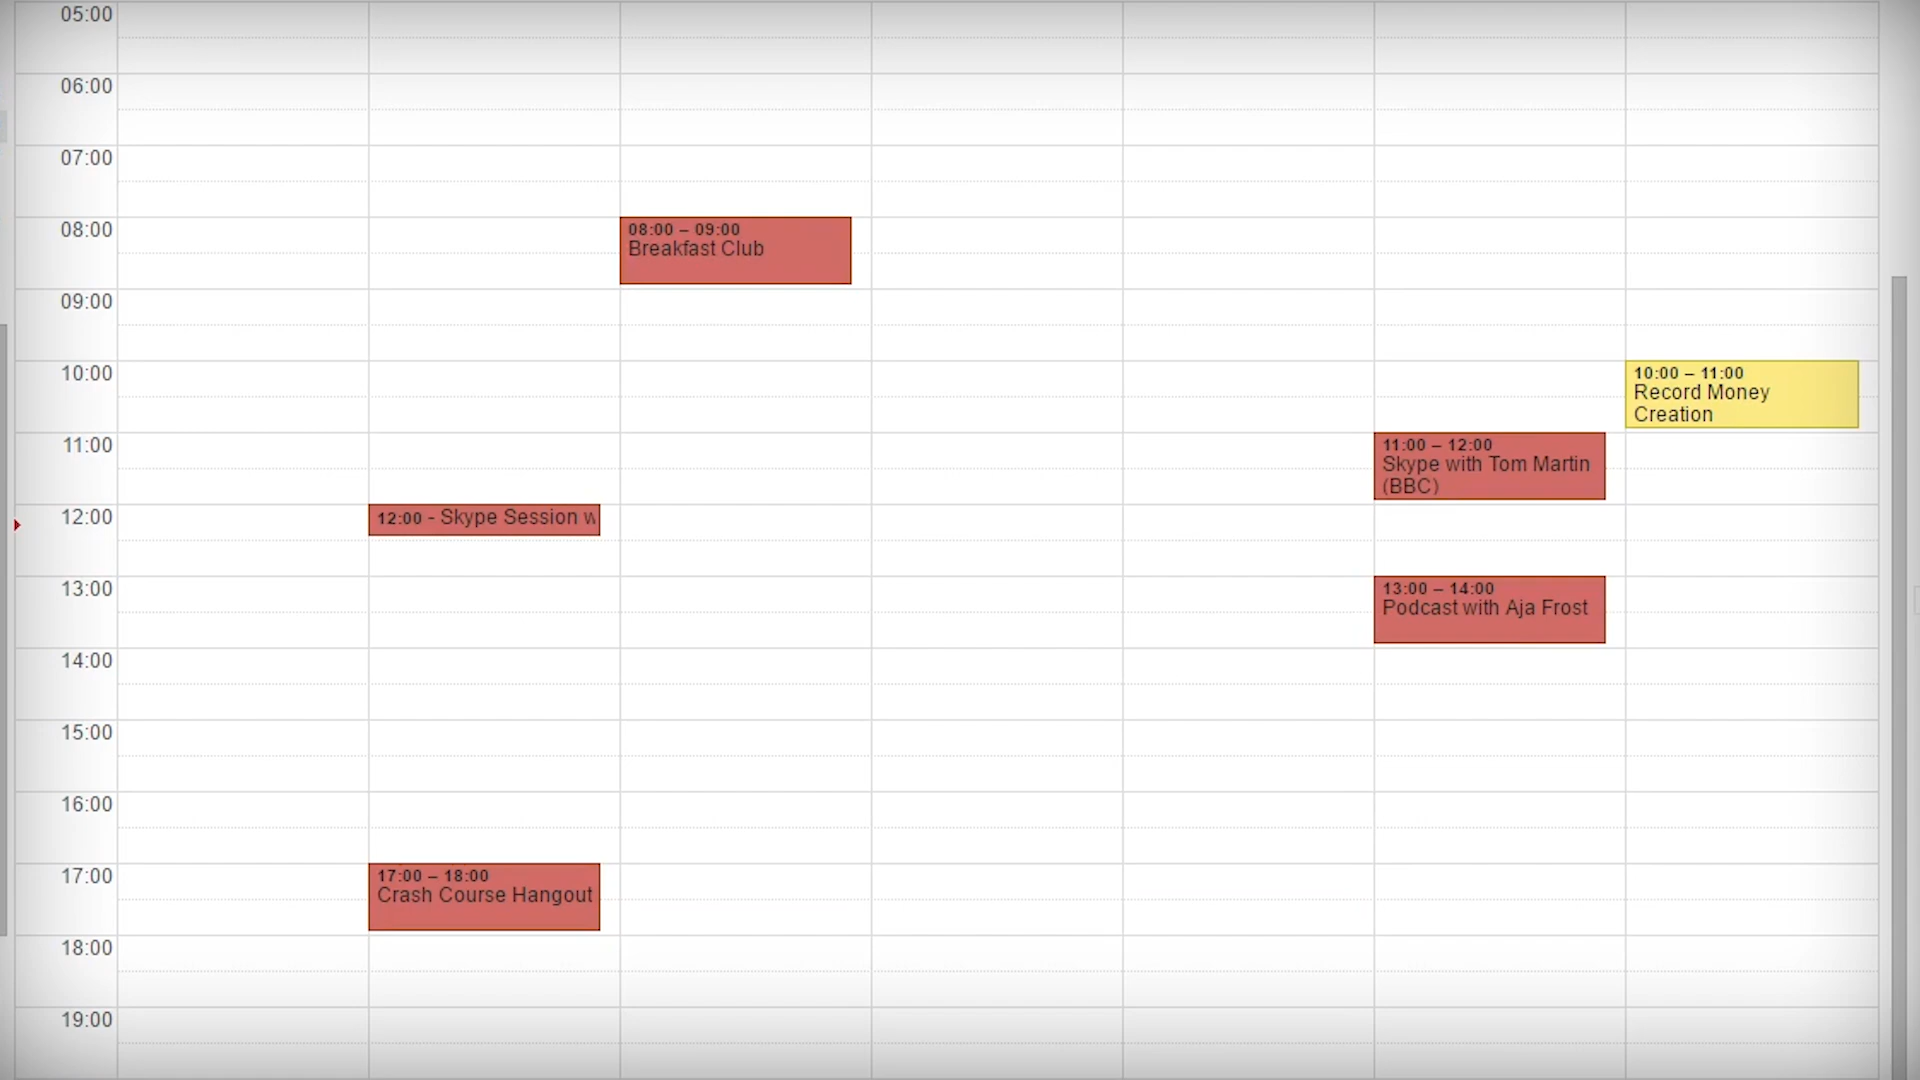 05:00
06:00
07:00
08:00
08:00 – 09:00
Breakfast Club
09:00
10:00
10:00 – 11:00
Record Money
Creation
11:00
11:00 – 12:00
Skype with Tom Martin
(BBC)
12:00
12:00 - Skype Session w
13:00
13:00 – 14:00
Podcast with Aja Frost
14:00
15:00
16:00
17:00
17:00 – 18:00
Crash Course Hangout
18:00
19:00